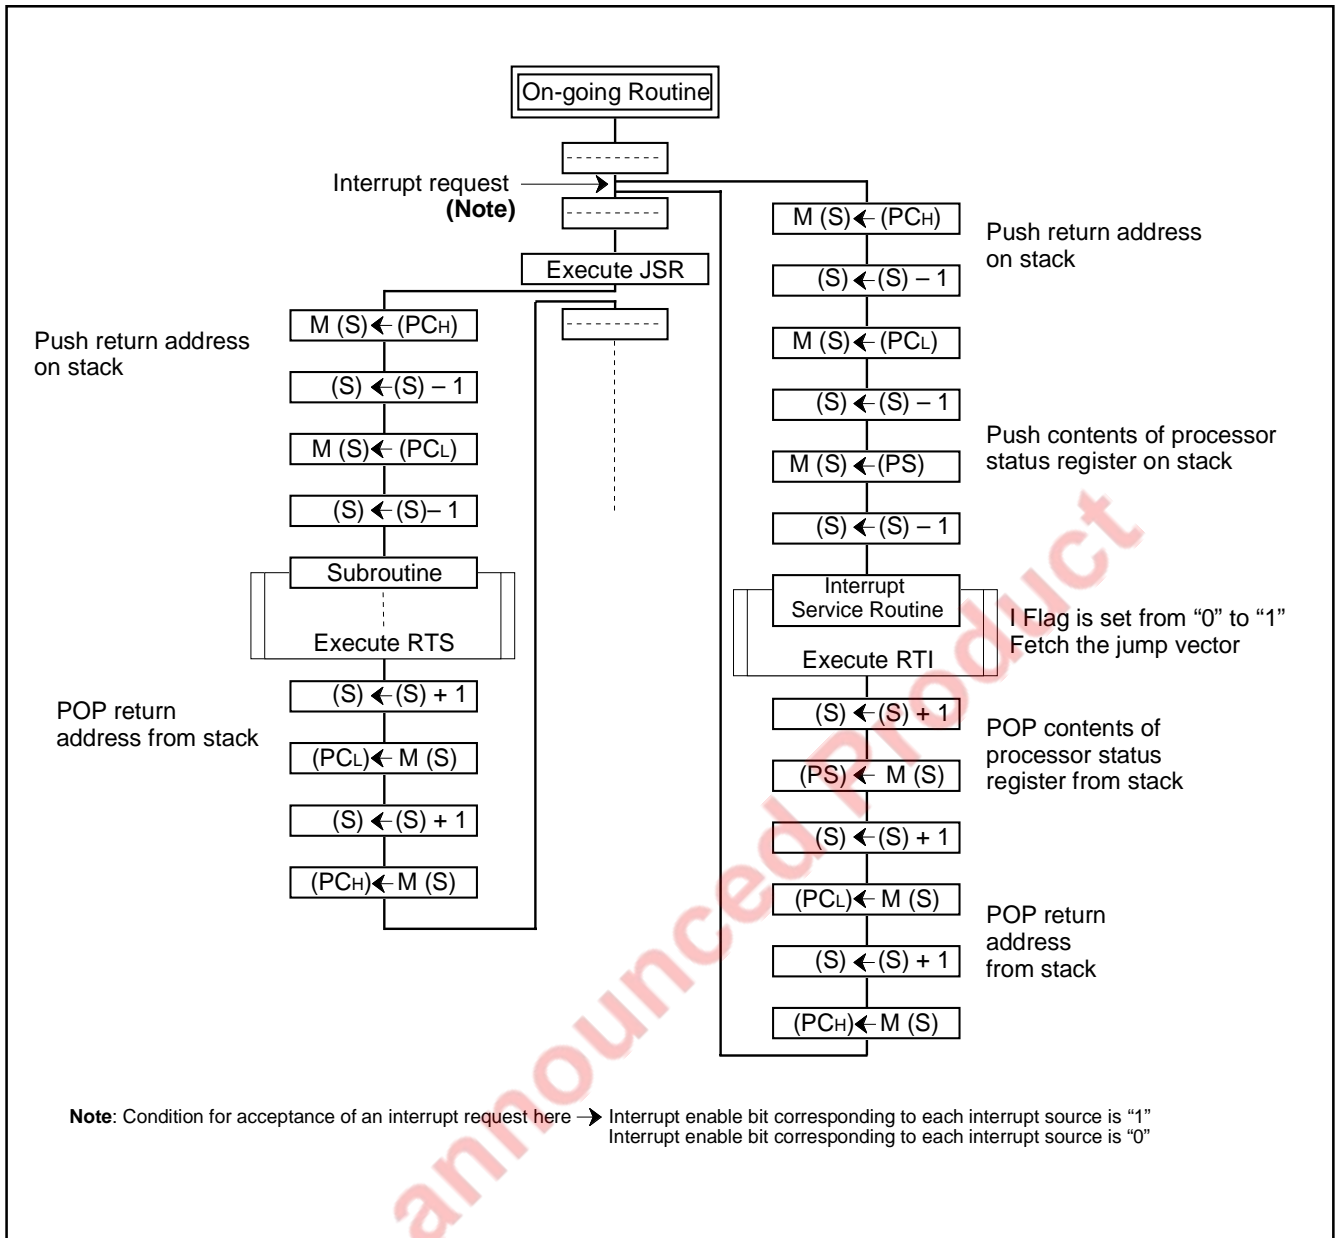 On-going Routine
Interrupt request
(Note)
Execute JSR
Push return address
on stack
M (S) ← (PCH)
(S) ← (S) – 1
M (S) ← (PCL)
(S) ← (S)– 1
Subroutine
Execute RTS
POP return
address from stack
(S) ← (S) + 1
(PCL) ← M (S)
(S) ← (S) + 1
(PCH) ← M (S)
M (S) ← (PCH)
(S) ← (S) – 1
M (S) ← (PCL)
(S) ← (S) – 1
M (S) ← (PS)
(S) ← (S) – 1
Push return address
on stack
Push contents of processor
status register on stack
Interrupt
Service Routine
Execute RTI
I Flag is set from “0” to “1”
Fetch the jump vector
(S) ← (S) + 1
(PS) ← M (S)
(S) ← (S) + 1
(PCL) ← M (S)
(S) ← (S) + 1
(PCH) ← M (S)
POP contents of
processor status
register from stack
POP return
address
from stack
Note: Condition for acceptance of an interrupt request here → Interrupt enable bit corresponding to each interrupt source is “1”
Interrupt enable bit corresponding to each interrupt source is “0”
announced Product